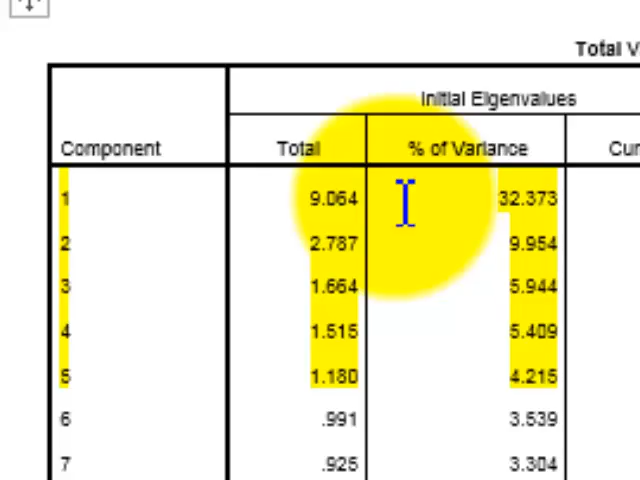 Total V
Initial Eigenvalues
Component Total % of Variance Cur
1 9.064 32.373
2 2.787 9.954
3 1.664 5.944
4 1.515 5.409
5 1.180 4.215
6 .991 3.539
7 .925 3.304